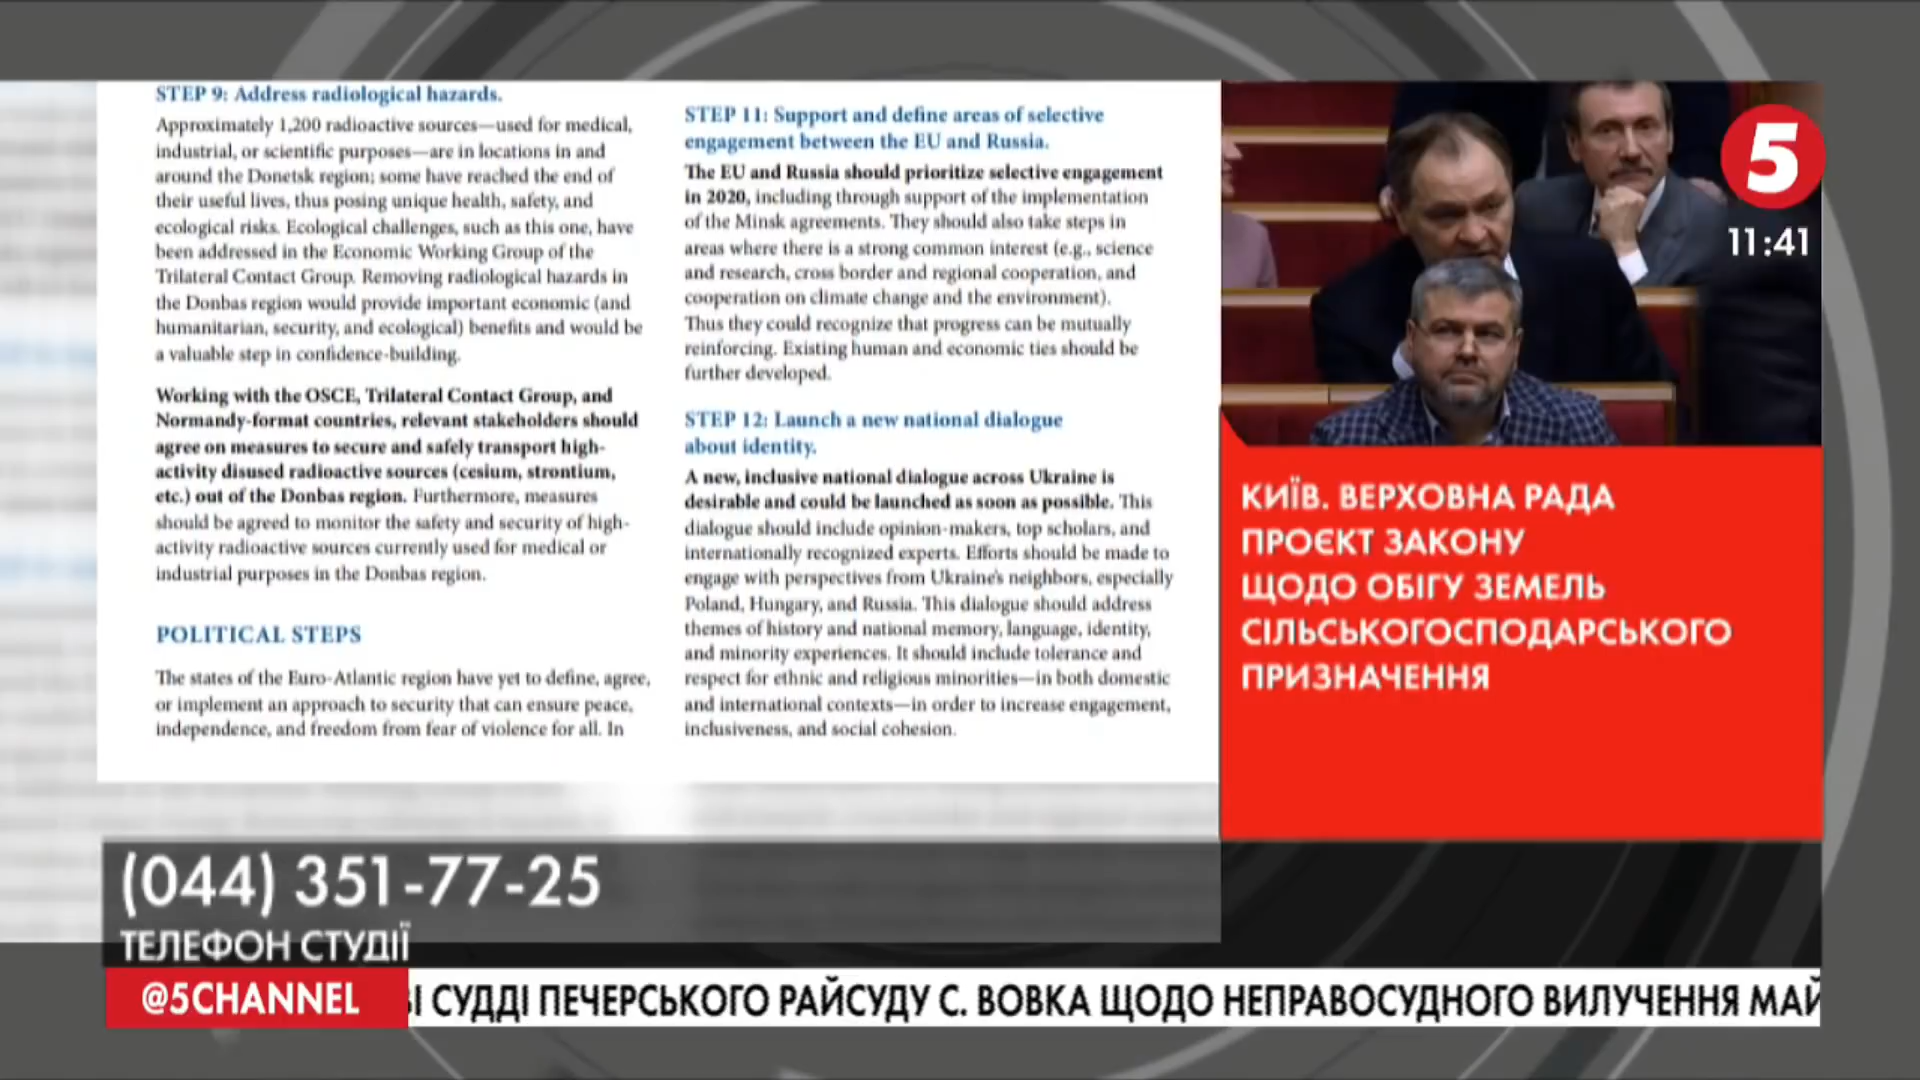 STEP 9: Address radiological hazards.
Approximately 1,200 radioactive sources—used for medical,
industrial, or scientific purposes—are in locations in and
around the Donetsk region; some have reached the end of
their useful lives, thus posing unique health, safety, and
ecological risks. Ecological challenges, such as this one, have
been addressed in the Economic Working Group of the
Trilateral Contact Group. Removing radiological hazards in
the Donbas region would provide important economic (and
humanitarian, security, and ecological) benefits and would be
a valuable step in confidence-building.
Working with the OSCE, Trilateral Contact Group, and
Normandy-format countries, relevant stakeholders should
agree on measures to secure and safely transport high-
activity disused radioactive sources (cesium, strontium,
etc.) out of the Donbas region. Furthermore, measures
should be agreed to monitor the safety and security of high-
activity radioactive sources currently used for medical or
industrial purposes in the Donbas region.
POLITICAL STEPS
The states of the Euro-Atlantic region have yet to define, agree,
or implement an approach to security that can ensure peace,
independence, and freedom from fear of violence for all. In
STEP 11: Support and define areas of selective
engagement between the EU and Russia.
The EU and Russia should prioritize selective engagement
in 2020, including through support of the implementation
of the Minsk agreements. They should also take steps in
areas where there is a strong common interest (e.g., science
and research, cross border and regional cooperation, and
cooperation on climate change and the environment).
Thus they could recognize that progress can be mutually
reinforcing. Existing human and economic ties should be
further developed.
STEP 12: Launch a new national dialogue
about identity.
A new, inclusive national dialogue across Ukraine is
desirable and could be launched as soon as possible. This
dialogue should include opinion-makers, top scholars, and
internationally recognized experts. Efforts should be made to
engage with perspectives from Ukraine's neighbors, especially
Poland, Hungary, and Russia. This dialogue should address
themes of history and national memory, language, identity,
and minority experiences. It should include tolerance and
respect for ethnic and religious minorities—in both domestic
and international contexts—in order to increase engagement,
inclusiveness, and social cohesion.
5
11:41
КИЇВ. ВЕРХОВНА РАДА
ПРОЄКТ ЗАКОНУ
ЩОДО ОБІГУ ЗЕМЕЛЬ
СІЛЬСЬКОГОСПОДАРСЬКОГО
ПРИЗНАЧЕННЯ
(044) 351-77-25
ТЕЛЕФОН СТУДІЇ
@5CHANNEL
СУДДІ ПЕЧЕРСЬКОГО РАЙСУДУ С. ВОВКА ЩОДО НЕПРАВОСУДНОГО ВИЛУЧЕННЯ МАЙ